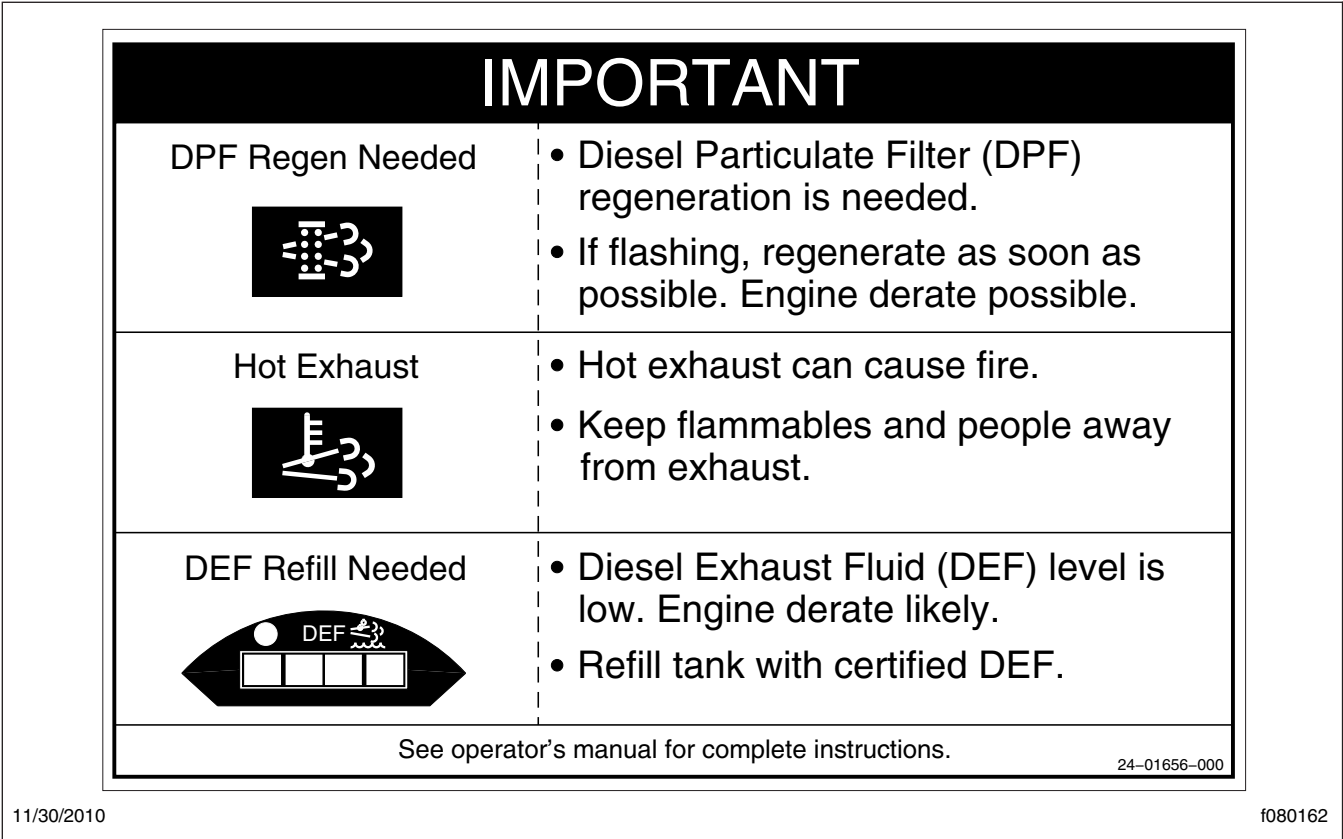 IMPORTANT
DPF Regen Needed
• Diesel Particulate Filter (DPF)
regeneration is needed.
• If flashing, regenerate as soon as
possible. Engine derate possible.
Hot Exhaust
• Hot exhaust can cause fire.
• Keep flammables and people away
from exhaust.
DEF Refill Needed
DEF
• Diesel Exhaust Fluid (DEF) level is
low. Engine derate likely.
• Refill tank with certified DEF.
See operator’s manual for complete instructions.
24–01656–000
11/30/2010
f080162